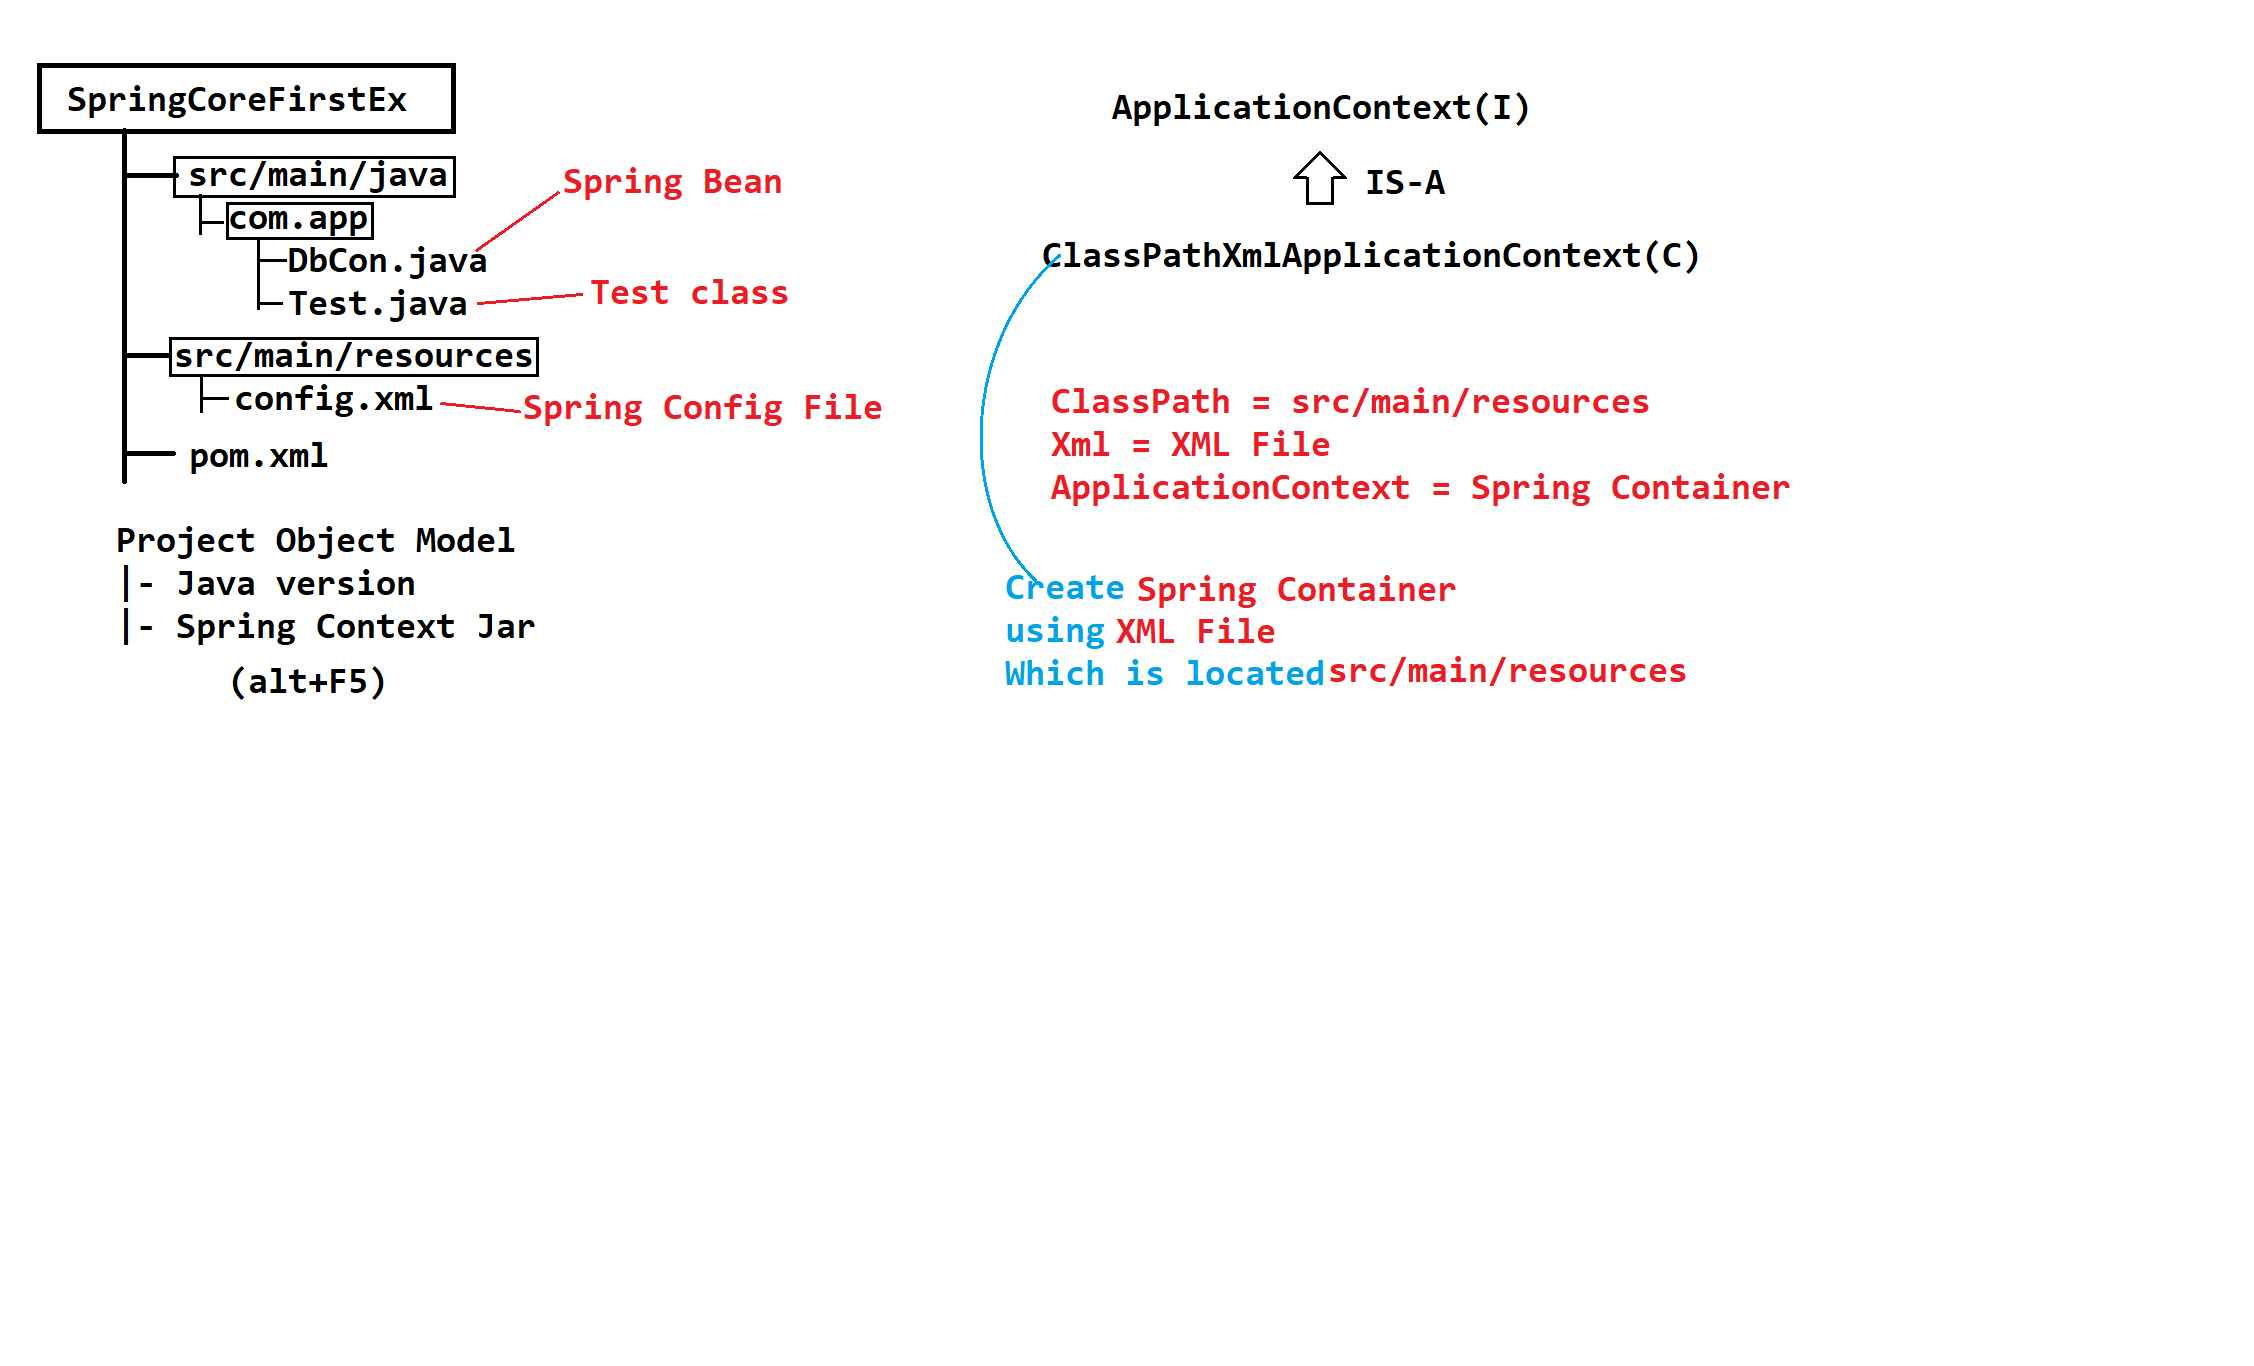 SpringCoreFirstEx
src/main/java
com.app
DbCon.java
Spring Bean
Test.java
Test class
src/main/resources
config.xml
Spring Config File
pom.xml
Project Object Model
|- Java version
|- Spring Context Jar
(alt+F5)
ApplicationContext(I)
IS-A
ClassPathXmlApplicationContext(C)
ClassPath = src/main/resources
Xml = XML File
ApplicationContext = Spring Container
Create Spring Container
using XML File
Which is located src/main/resources